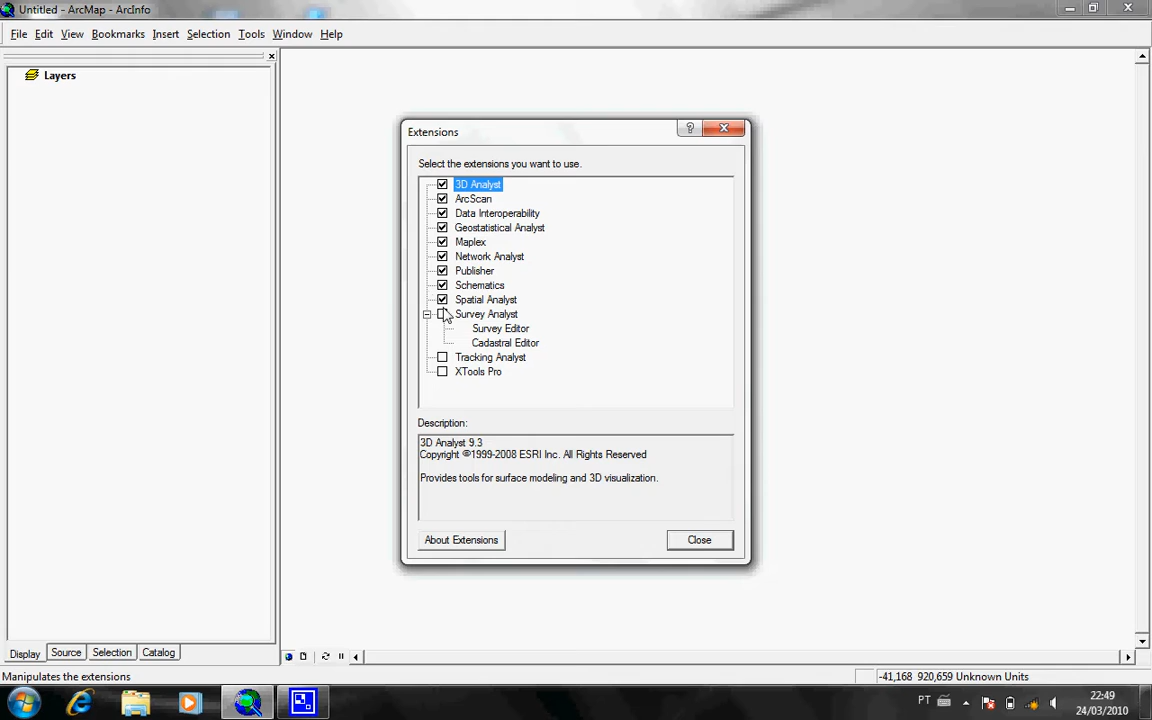 Untitled - ArcMap - ArcInfo
File Edit View Bookmarks Insert Selection Tools Window Help
Layers
Extensions
Select the extensions you want to use.
3D Analyst
ArcScan
Data Interoperability
Geostatistical Analyst
Maplex
Network Analyst
Publisher
Schematics
Spatial Analyst
Survey Analyst
Survey Editor
Cadastral Editor
Tracking Analyst
XTools Pro
Description:
3D Analyst 9.3
Copyright ©1999-2008 ESRI Inc. All Rights Reserved
Provides tools for surface modeling and 3D visualization.
About Extensions Close
Display Source Selection Catalog
Manipulates the extensions -41,168 920,659 Unknown Units
PT 22:49
24/03/2010